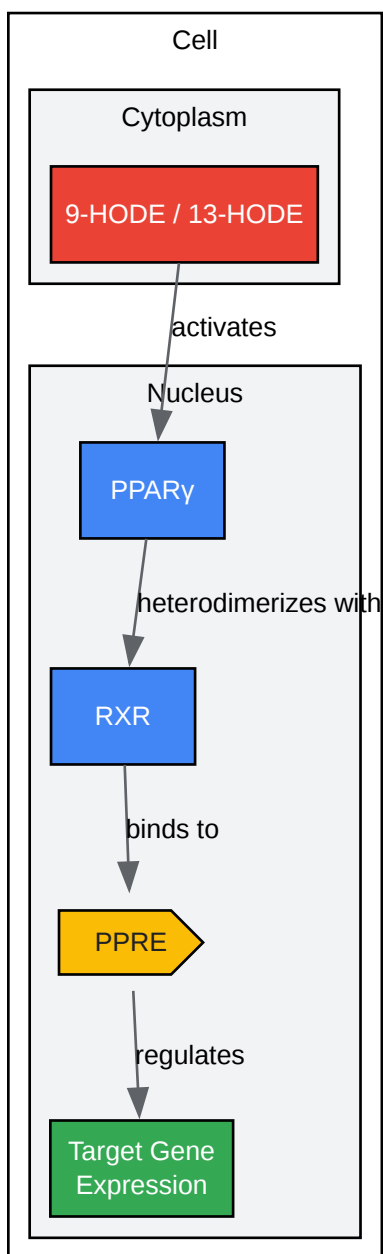 Cell
Cytoplasm
9-HODE / 13-HODE
activates
Nucleus
PPARγ
heterodimerizes with
RXR
binds to
PPRE
regulates
Target Gene
Expression